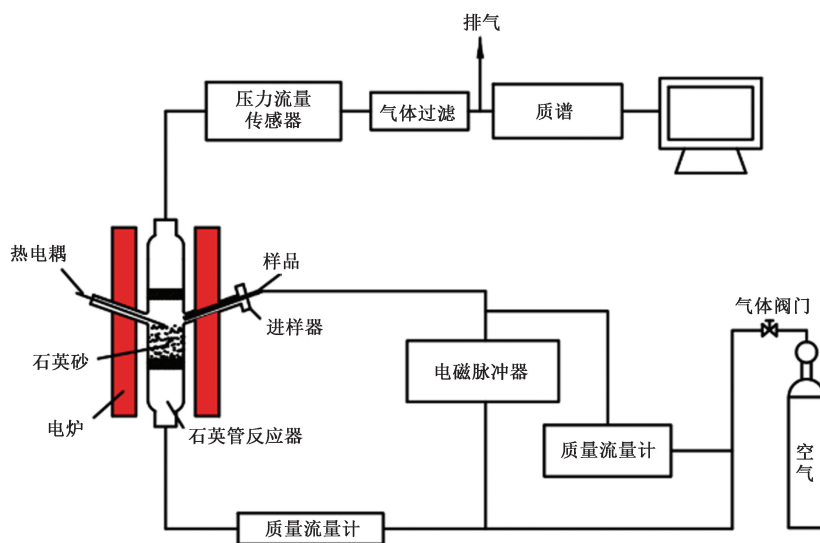 排气
压力流量
传感器
气体过滤
质谱
热电耦
样品
进样器
气体阀门
石英砂
电磁脉冲器
电炉
石英管反应器
质量流量计
空
气
质量流量计